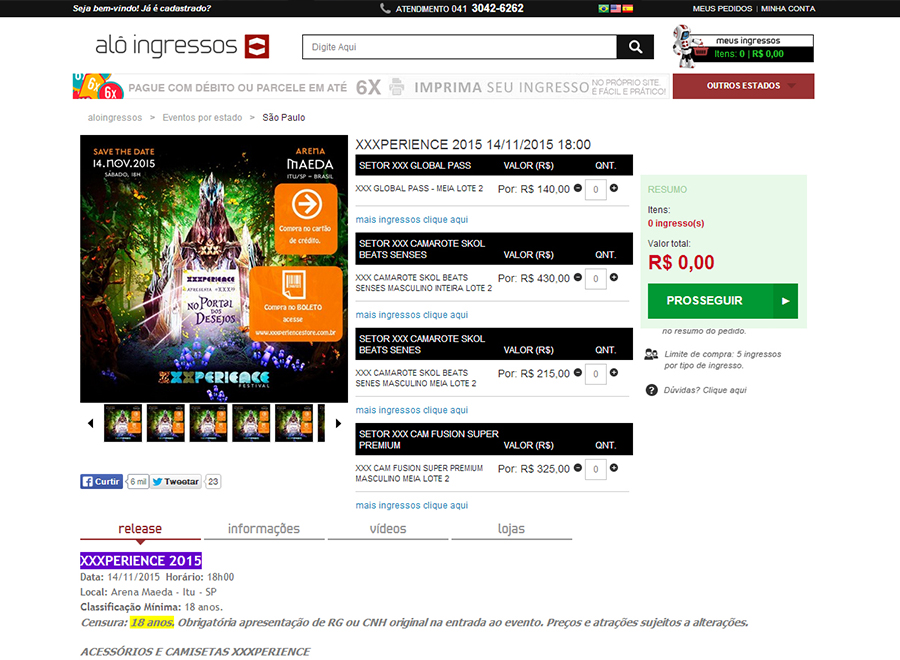 Seja bem-vindo! Já é cadastrado?
ATENDIMENTO 041 3042-6262
MEUS PEDIDOS | MINHA CONTA
alô ingressos
Digite Aqui
meus ingressos
Itens: 0 | R$ 0,00
6x
6x
PAGUE COM DÉBITO OU PARCELE EM ATÉ 6X
IMPRIMA SEU INGRESSO NO PRÓPRIO SITE
É FÁCIL E PRÁTICO!
OUTROS ESTADOS
aloingressos > Eventos por estado > São Paulo
SAVE THE DATE
14.NOV.2015
SÁBADO, 18H
ARENA
MAEDA
ITU/SP - BRASIL
Compra no cartão
de crédito.
XXXPERIENCE
APRESENTA #XXX19
NO PORTAL
DOS
DESEJOS
Compra no BOLETO
acesse
www.xxxperiencestore.com.br
XXXPERIENCE
FESTIVAL
XXXPERIENCE 2015 14/11/2015 18:00
SETOR XXX GLOBAL PASS VALOR (R$) QNT.
XXX GLOBAL PASS - MEIA LOTE 2 Por: R$ 140,00 0
mais ingressos clique aqui
SETOR XXX CAMAROTE SKOL
BEATS SENSES VALOR (R$) QNT.
XXX CAMAROTE SKOL BEATS
SENSES MASCULINO INTEIRA LOTE 2 Por: R$ 430,00 0
mais ingressos clique aqui
SETOR XXX CAMAROTE SKOL
BEATS SENES VALOR (R$) QNT.
XXX CAMAROTE SKOL BEATS
SENES MASCULINO MEIA LOTE 2 Por: R$ 215,00 0
mais ingressos clique aqui
SETOR XXX CAM FUSION SUPER
PREMIUM VALOR (R$) QNT.
XXX CAM FUSION SUPER PREMIUM
MASCULINO MEIA LOTE 2 Por: R$ 325,00 0
mais ingressos clique aqui
RESUMO
Itens:
0 ingresso(s)
Valor total:
R$ 0,00
PROSSEGUIR
no resumo do pedido.
Limite de compra: 5 ingressos
por tipo de ingresso.
Dúvidas? Clique aqui
Curtir 6 mil Tweetar 23
release informações vídeos lojas
XXXPERIENCE 2015
Data: 14/11/2015 Horário: 18h00
Local: Arena Maeda - Itu - SP
Classificação Mínima: 18 anos.
Censura: 18 anos. Obrigatória apresentação de RG ou CNH original na entrada ao evento. Preços e atrações sujeitos a alterações.
ACESSÓRIOS E CAMISETAS XXXPERIENCE